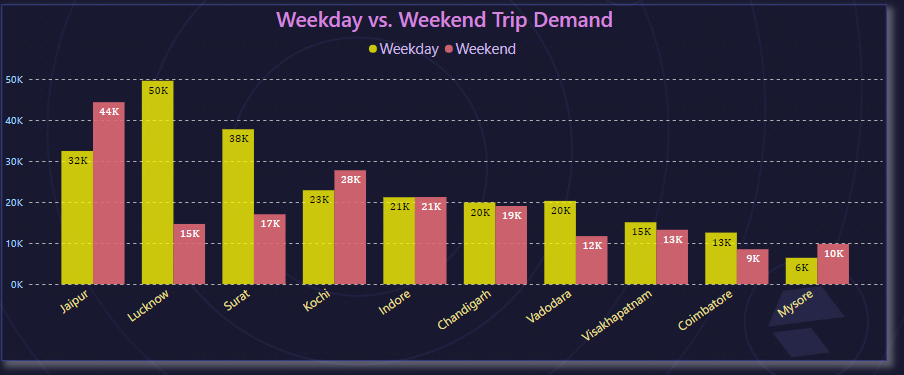 Weekday vs. Weekend Trip Demand
Weekday Weekend
50K
40K
30K
20K
10K
0K
32K 44K
50K 15K
38K 17K
23K 28K
21K 21K
20K 19K
20K 12K
15K 13K
13K 9K
6K 10K
Jaipur
Lucknow
Surat
Kochi
Indore
Chandigarh
Vadodara
Visakhapatnam
Coimbatore
Mysore